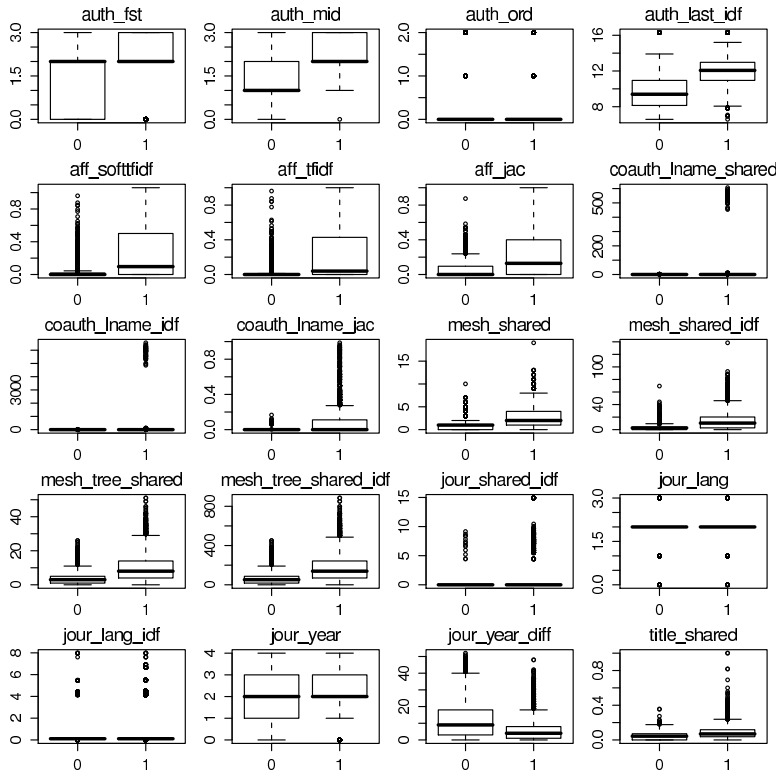 auth_fst auth_mid auth_ord auth_last_idf
0.0 1.5 3.0 0.0 1.5 3.0 0.0 1.0 2.0 8 12 16
0 1 0 1 0 1 0 1
aff_softtfidf aff_tfidf aff_jac coauth_lname_shared
0.0 0.4 0.8 0.0 0.4 0.8 0.0 0.4 0.8 0 200 500
0 1 0 1 0 1 0 1
coauth_lname_idf coauth_lname_jac mesh_shared mesh_shared_idf
0 3000 0.0 0.4 0.8 0 5 15 0 40 100
0 1 0 1 0 1 0 1
mesh_tree_shared mesh_tree_shared_idf jour_shared_idf jour_lang
0 20 40 0 400 800 0 5 10 15 0.0 1.5 3.0
0 1 0 1 0 1 0 1
jour_lang_idf jour_year jour_year_diff title_shared
0 2 4 6 8 0 1 2 3 4 0 20 40 0.0 0.4 0.8
0 1 0 1 0 1 0 1